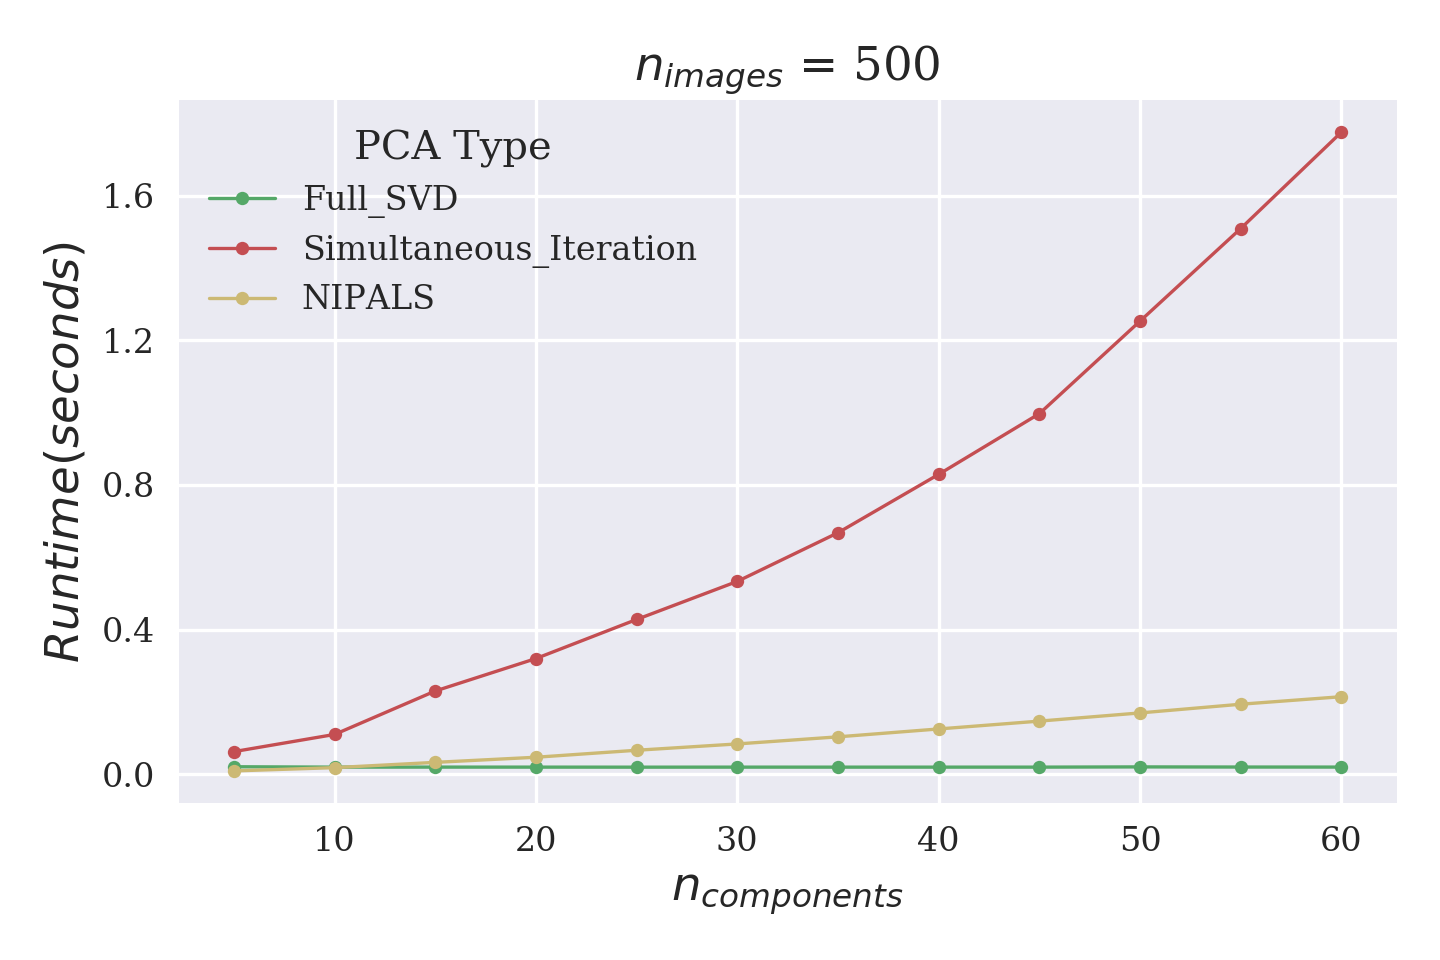 n_images = 500
PCA Type
Full_SVD
Simultaneous_Iteration
NIPALS
Runtime(seconds)
1.6
1.2
0.8
0.4
0.0
10 20 30 40 50 60
n_components